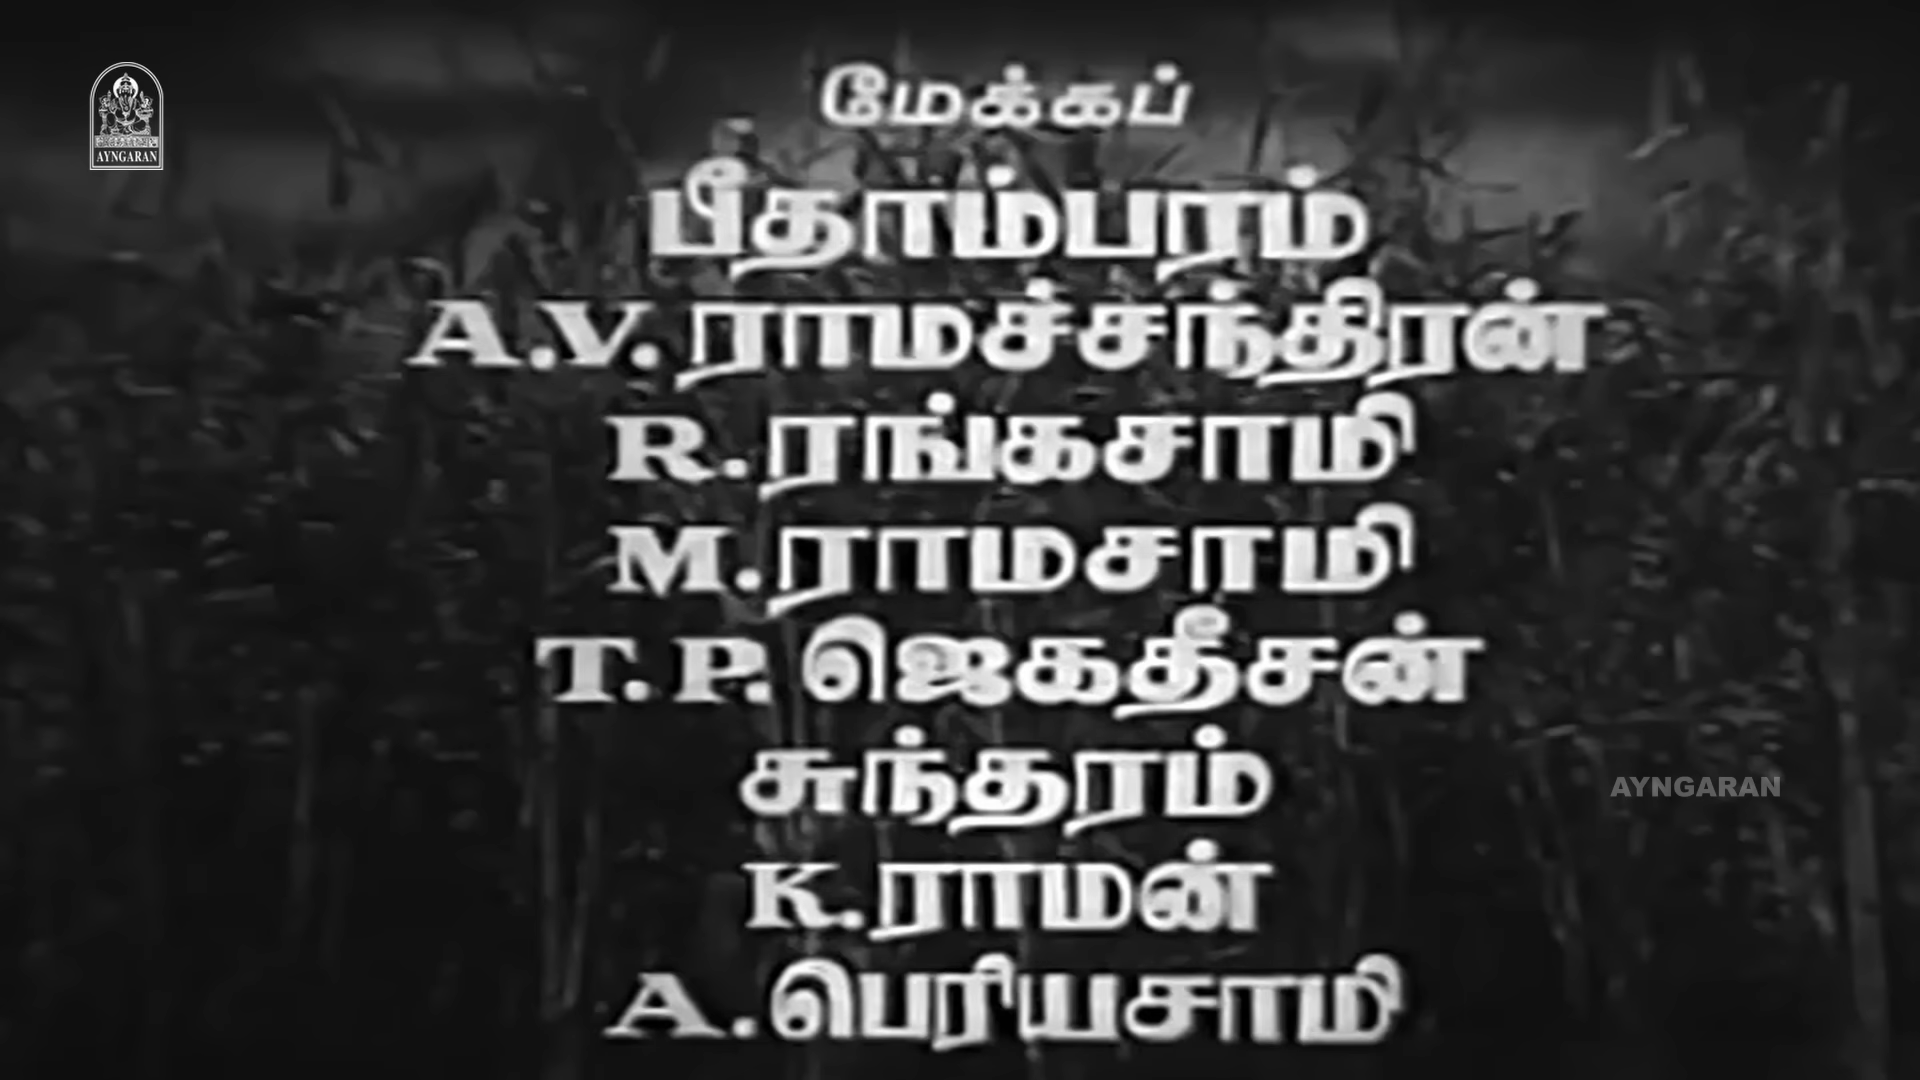 மேக்கப்
பீதாம்பரம்
A.V. ராமச்சந்திரன்
R. ரங்கசாமி
M. ராமசாமி
T.P. ஜெகதீசன்
சுந்தரம்
K. ராமன்
A. பெரியசாமி
AYNGARAN
AYNGARAN